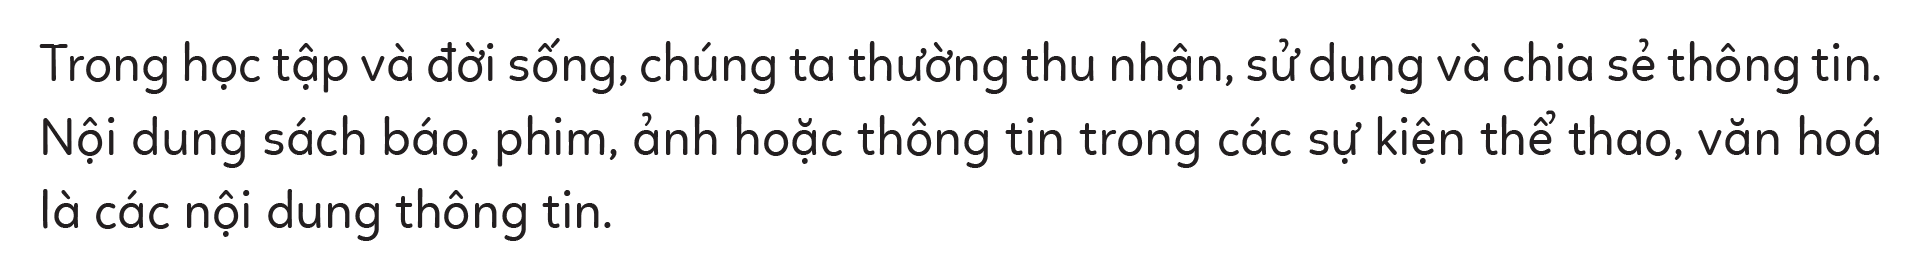 Trong học tập và đời sống, chúng ta thường thu nhận, sử dụng và chia sẻ thông tin.
Nội dung sách báo, phim, ảnh hoặc thông tin trong các sự kiện thể thao, văn hoá
là các nội dung thông tin.